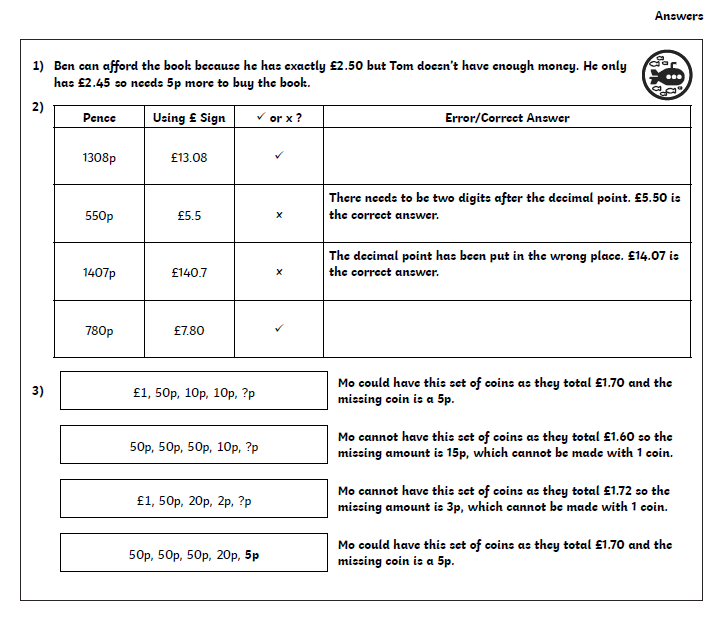 Answers
1) Ben can afford the book because he has exactly £2.50 but Tom doesn't have enough money. He only
has £2.45 so needs 5p more to buy the book.
2)
Pence Using £ Sign ✓ or x ? Error/Correct Answer
1308p £13.08 ✓
550p £5.5 x There needs to be two digits after the decimal point. £5.50 is
the correct answer.
1407p £140.7 x The decimal point has been put in the wrong place. £14.07 is
the correct answer.
780p £7.80 ✓
3) £1, 50p, 10p, 10p, ?p Mo could have this set of coins as they total £1.70 and the
missing coin is a 5p.
50p, 50p, 50p, 10p, ?p Mo cannot have this set of coins as they total £1.60 so the
missing amount is 15p, which cannot be made with 1 coin.
£1, 50p, 20p, 2p, ?p Mo cannot have this set of coins as they total £1.72 so the
missing amount is 3p, which cannot be made with 1 coin.
50p, 50p, 50p, 20p, 5p Mo could have this set of coins as they total £1.70 and the
missing coin is a 5p.